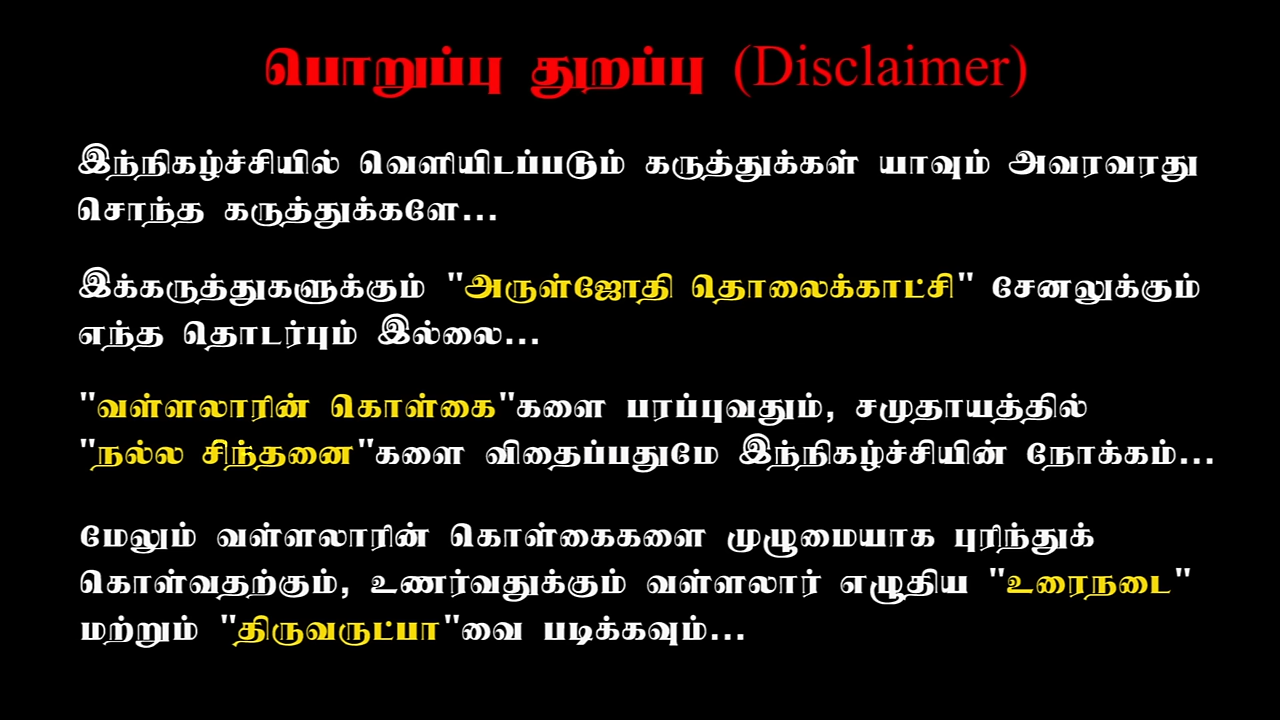 பொறுப்பு துறப்பு (Disclaimer)
இந்நிகழ்ச்சியில் வெளியிடப்படும் கருத்துக்கள் யாவும் அவரவரது
சொந்த கருத்துக்களே...
இக்கருத்துகளுக்கும் "அருள்ஜோதி தொலைக்காட்சி" சேனலுக்கும்
எந்த தொடர்பும் இல்லை...
"வள்ளலாரின் கொள்கை"களை பரப்புவதும், சமுதாயத்தில்
"நல்ல சிந்தனை"களை விதைப்பதுமே இந்நிகழ்ச்சியின் நோக்கம்...
மேலும் வள்ளலாரின் கொள்கைகளை முழுமையாக புரிந்துக்
கொள்வதற்கும், உணர்வதுக்கும் வள்ளலார் எழுதிய "உரைநடை"
மற்றும் "திருவருட்பா"வை படிக்கவும்...